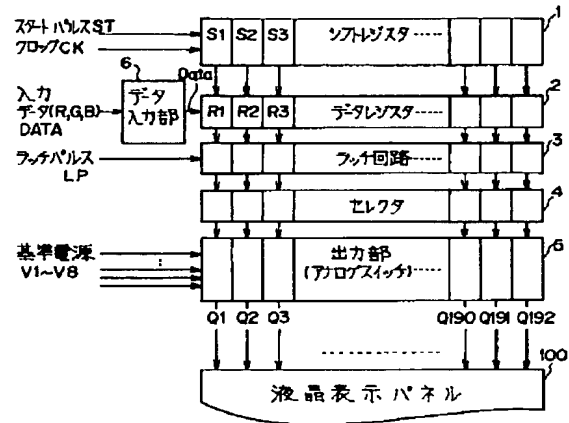 スタートパルスST
クロックCK
S1 S2 S3 シフトレジスタ
1
6
データ
入力部
Data
入力
データ(R,G,B)
DATA
R1 R2 R3 データレジスタ
2
ラッチパルス
LP
ラッチ回路
3
セレクタ
4
基準電源
V1~V8
出力部
(アナログスイッチ)
5
Q1 Q2 Q3 Q190 Q191 Q192
100
液晶表示パネル